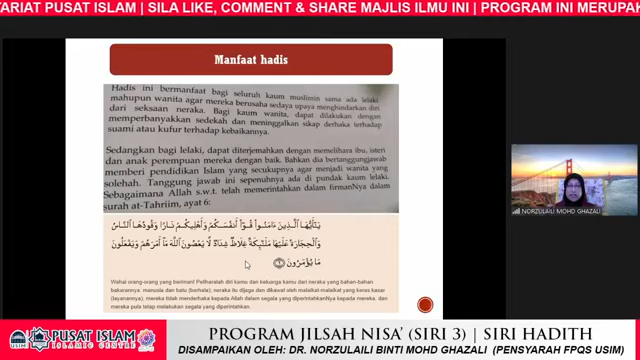 TARIAT PUSAT ISLAM | SILA LIKE, COMMENT & SHARE MAJLIS ILMU INI | PROGRAM INI MERUPAK
Manfaat hadis
Hadis ini bermanfaat bagi seluruh kaum muslimin sama ada lelaki
mahupun wanita agar mereka berusaha sedaya upaya menghindarkan diri
dari seksaan neraka. Bagi kaum wanita, dapat dilakukan dengan
memperbanyakkan sedekah dan meninggalkan sikap derhaka terhadap
suami atau kufur terhadap kebaikannya.
Sedangkan bagi lelaki, dapat diterjemahkan dengan memelihara ibu, isteri
dan anak perempuan mereka dengan baik. Bahkan dia bertanggungjawab
memberi pendidikan Islam yang secukupnya agar menjadi wanita yang
solehah. Tanggung jawab ini sepenuhnya ada di pundak kaum lelaki.
Sebagaimana Allah s.w.t. telah memerintahkan dalam firmanNya dalam
surah at-Tahriim, ayat 6:
يَٰٓأَيُّهَا ٱلَّذِينَ ءَامَنُوا۟ قُوٓا۟ أَنفُسَكُمْ وَأَهْلِيكُمْ نَارًا وَقُودُهَا ٱلنَّاسُ
وَٱلْحِجَارَةُ عَلَيْهَا مَلَٰٓئِكَةٌ غِلَاظٌ شِدَادٌ لَّا يَعْصُونَ ٱللَّهَ مَآ أَمَرَهُمْ وَيَفْعَلُونَ
مَا يُؤْمَرُونَ ٦
Wahai orang-orang yang beriman! Peliharalah diri kamu dan keluarga kamu dari neraka yang bahan-bahan
bakarannya: manusia dan batu (berhala); neraka itu dijaga dan dikawal oleh malaikat-malaikat yang keras kasar
(layanannya), mereka tidak menderhaka kepada Allah dalam segala yang diperintahkanNya kepada mereka, dan
mereka pula tetap melakukan segala yang diperintahkan.
NORZULAILI MOHD GHAZALI
USIM
PUSAT ISLAM
ISLAMIC CENTRE
PROGRAM JILSAH NISA' (SIRI 3) | SIRI HADITH
DISAMPAIKAN OLEH: DR. NORZULAILI BINTI MOHD GHAZALI (PENSYARAH FPQS USIM)